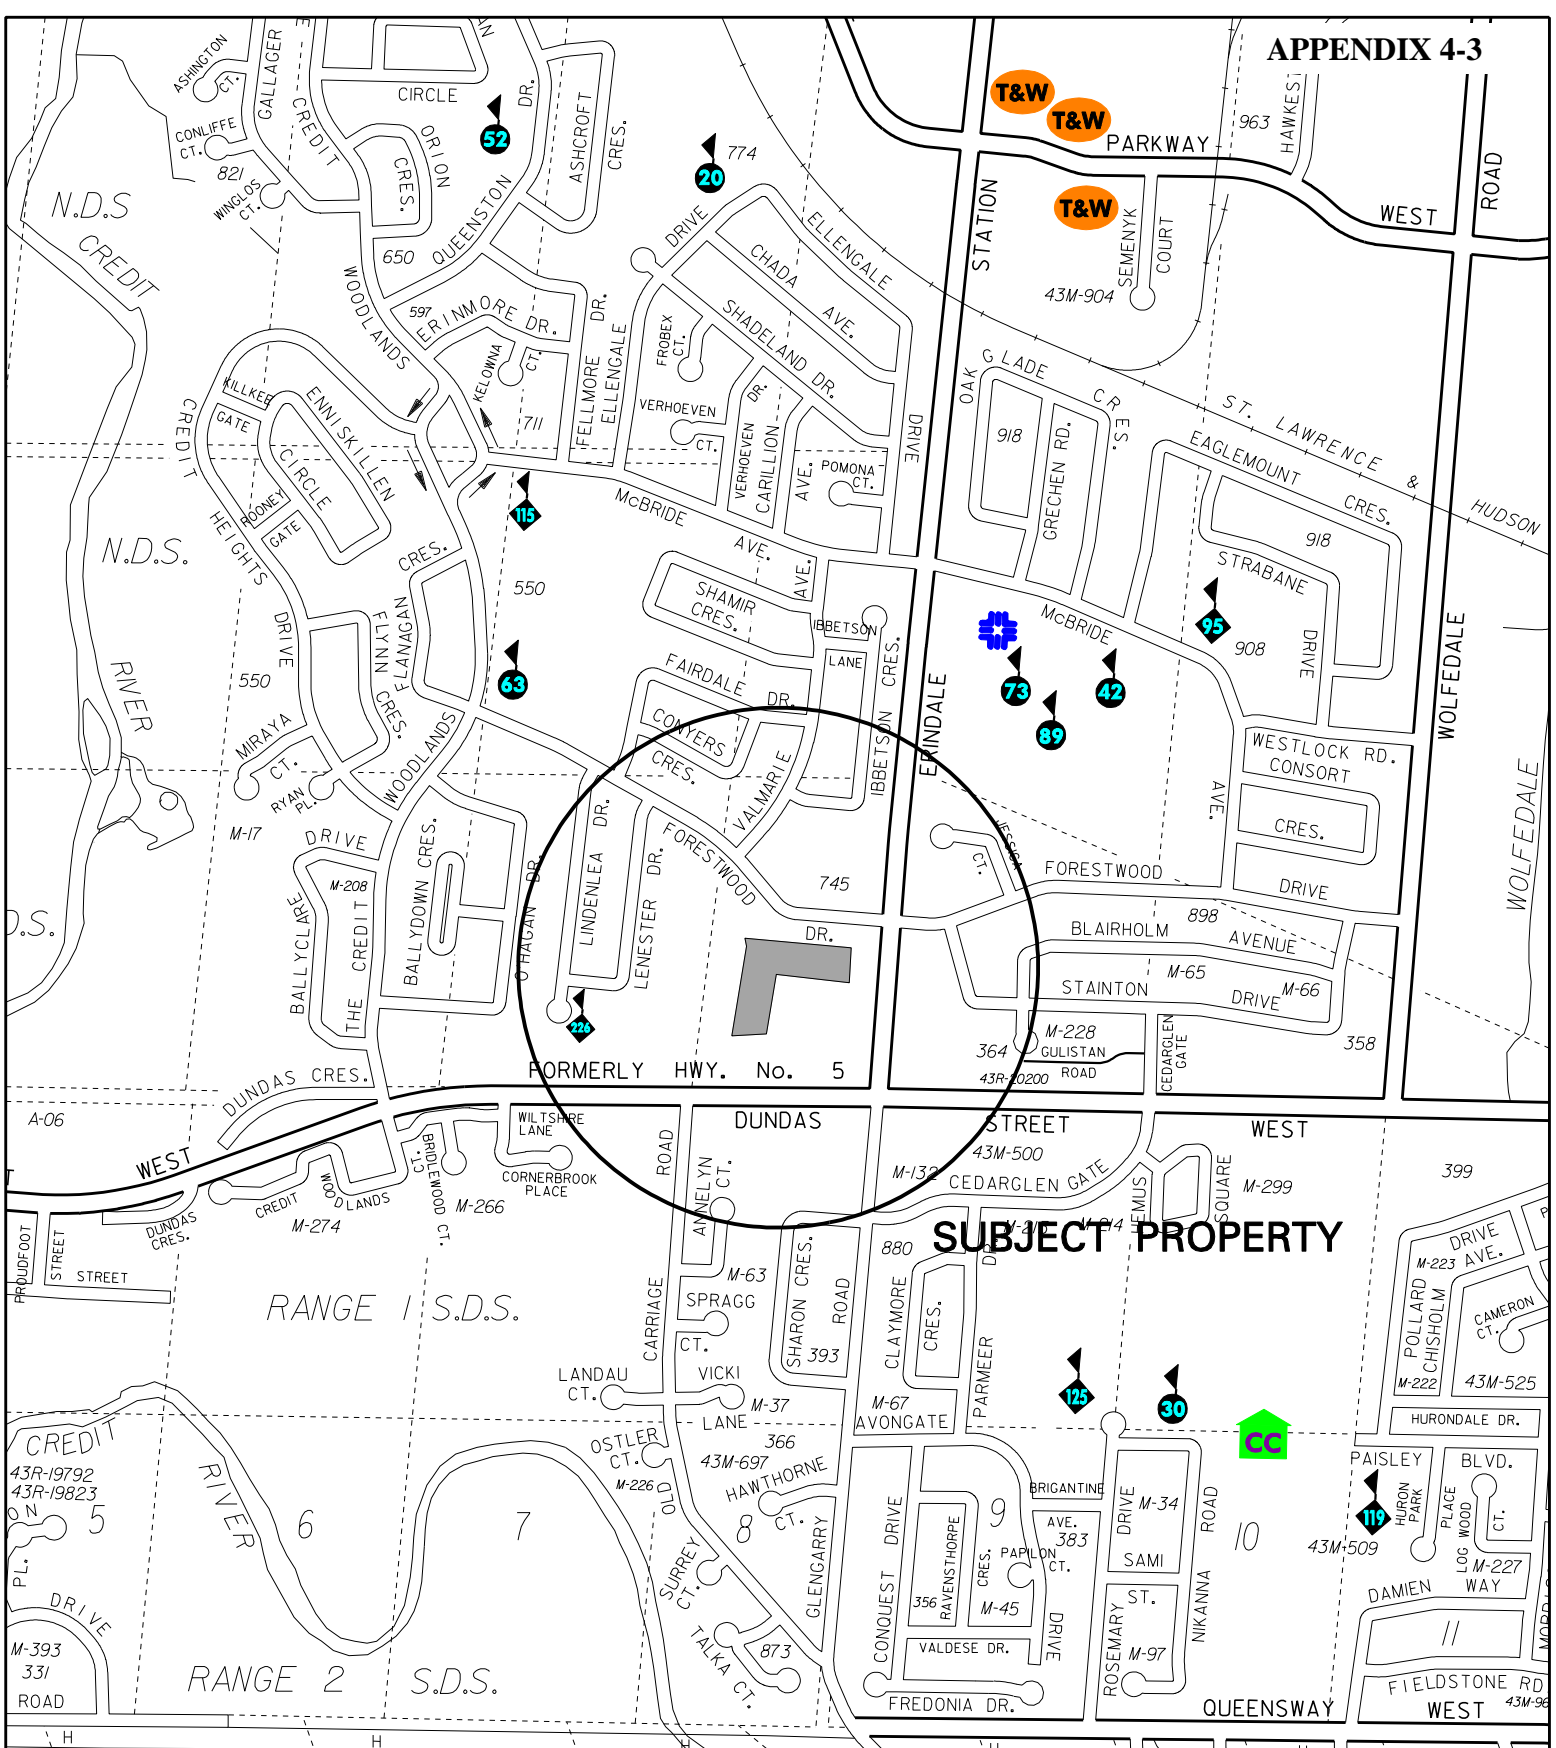 APPENDIX 4-3
ASHINGTON
CT.
GALLAGER
CREDIT
CIRCLE
DR.
ASHCROFT
CRES.
52
T&W
T&W
PARKWAY
963
HAWKES
ROAD
CONLIFFE
CT.
821
WINGLOS
CT.
ORION
CRES.
QUEENSTON
650
20
774
DRIVE
ELLENGALE
STATION
T&W
SEMENYK
COURT
WEST
43M-904
N.D.S
CREDIT
WOODLANDS
597
ERINMORE DR.
FELLMORE DR.
ELLENGALE
KELOWNA
CT.
711
CHADA
AVE.
SHADELAND DR.
FROBEX
CT.
VERHOEVEN
CT.
VERHOEVEN
DR.
CARILLION
AVE.
POMONA
CT.
DRIVE
OAK
GLADE
CRES.
918
GRECHEN RD.
ST. LAWRENCE & HUDSON
EAGLEMOUNT
CRES.
918
STRABANE
DRIVE
KILLKEE
GATE
ENNISKILLEN
CIRCLE
ROONEY
GATE
CREDIT
HEIGHTS
DRIVE
N.D.S.
115
McBRIDE
AVE.
AVE.
550
CRES.
FLANAGAN
FLYNN
CRES.
SHAMIR
CRES.
IBBETSON
LANE
IBBETSON CRES.
McBRIDE
95
908
WOLFEDALE
RIVER
550
MIRAYA
CT.
RYAN
PL.
63
FAIRDALE DR.
CONYERS
CRES.
VALMARIE
ERINDALE
73
42
89
WESTLOCK RD.
CONSORT
CRES.
AVE.
WOLFEDALE
WOODLANDS
M-17
DRIVE
M-208
BALLYCLARE
THE CREDIT
BALLYDOWN CRES.
O'HAGAN DR.
LINDENLEA DR.
LENESTER DR.
FORESTWOOD
DR.
745
JESSICA
CT.
FORESTWOOD
DRIVE
898
BLAIRHOLM
AVENUE
M-65
M-66
STAINTON
DRIVE
D.S.
226
M-228
364
GULISTAN
ROAD
43R-20200
CEDARGLEN
GATE
358
DUNDAS CRES.
FORMERLY HWY. No. 5
A-06
WEST
DUNDAS
STREET
WEST
WILTSHIRE
LANE
CORNERBROOK
PLACE
BRIDLEWOOD CT.
CT.
CREDIT
WOODLANDS
M-274
M-266
DUNDAS
CRES.
ROAD
ANNELYN
CT.
M-132
43M-500
CEDARGLEN GATE
HEMUS
SQUARE
M-299
399
M-213
M-214
SUBJECT PROPERTY
PROUDFOOT
STREET
STREET
RANGE 1 S.D.S.
CARRIAGE
M-63
SPRAGG
CT.
SHARON CRES.
ROAD
393
880
CLAYMORE
CRES.
DR.
PARMEER
DRIVE
AVE.
M-223
POLLARD
CHISHOLM
CAMERON
CT.
M-222
43M-525
LANDAU
CT.
VICKI
LANE
M-37
M-67
AVONGATE
125
30
CC
HURONDALE DR.
CREDIT
RIVER
43R-19792
43R-19823
ON
5
6
7
8
9
10
11
OSTLER
CT.
M-226
OLD
366
43M-697
HAWTHORNE
CT.
BRIGANTINE
AVE.
383
DRIVE
M-34
ROAD
PAISLEY
BLVD.
119
HURON
PARK
PLACE
LOG WOOD
CT.
43M-509
M-227
WAY
DAMIEN
PL.
DRIVE
M-393
331
ROAD
RANGE 2 S.D.S.
SURREY
CT.
TALKA CT.
873
GLENGARRY
CONQUEST DRIVE
RAVENSTHORPE
CRES.
356
PAPILON
CT.
M-45
DRIVE
VALDESE DR.
FREDONIA DR.
SAMI
ST.
ROSEMARY
M-97
NIKANNA
QUEENSWAY
WEST
FIELDSTONE RD
43M-96
H
H
H
H
H